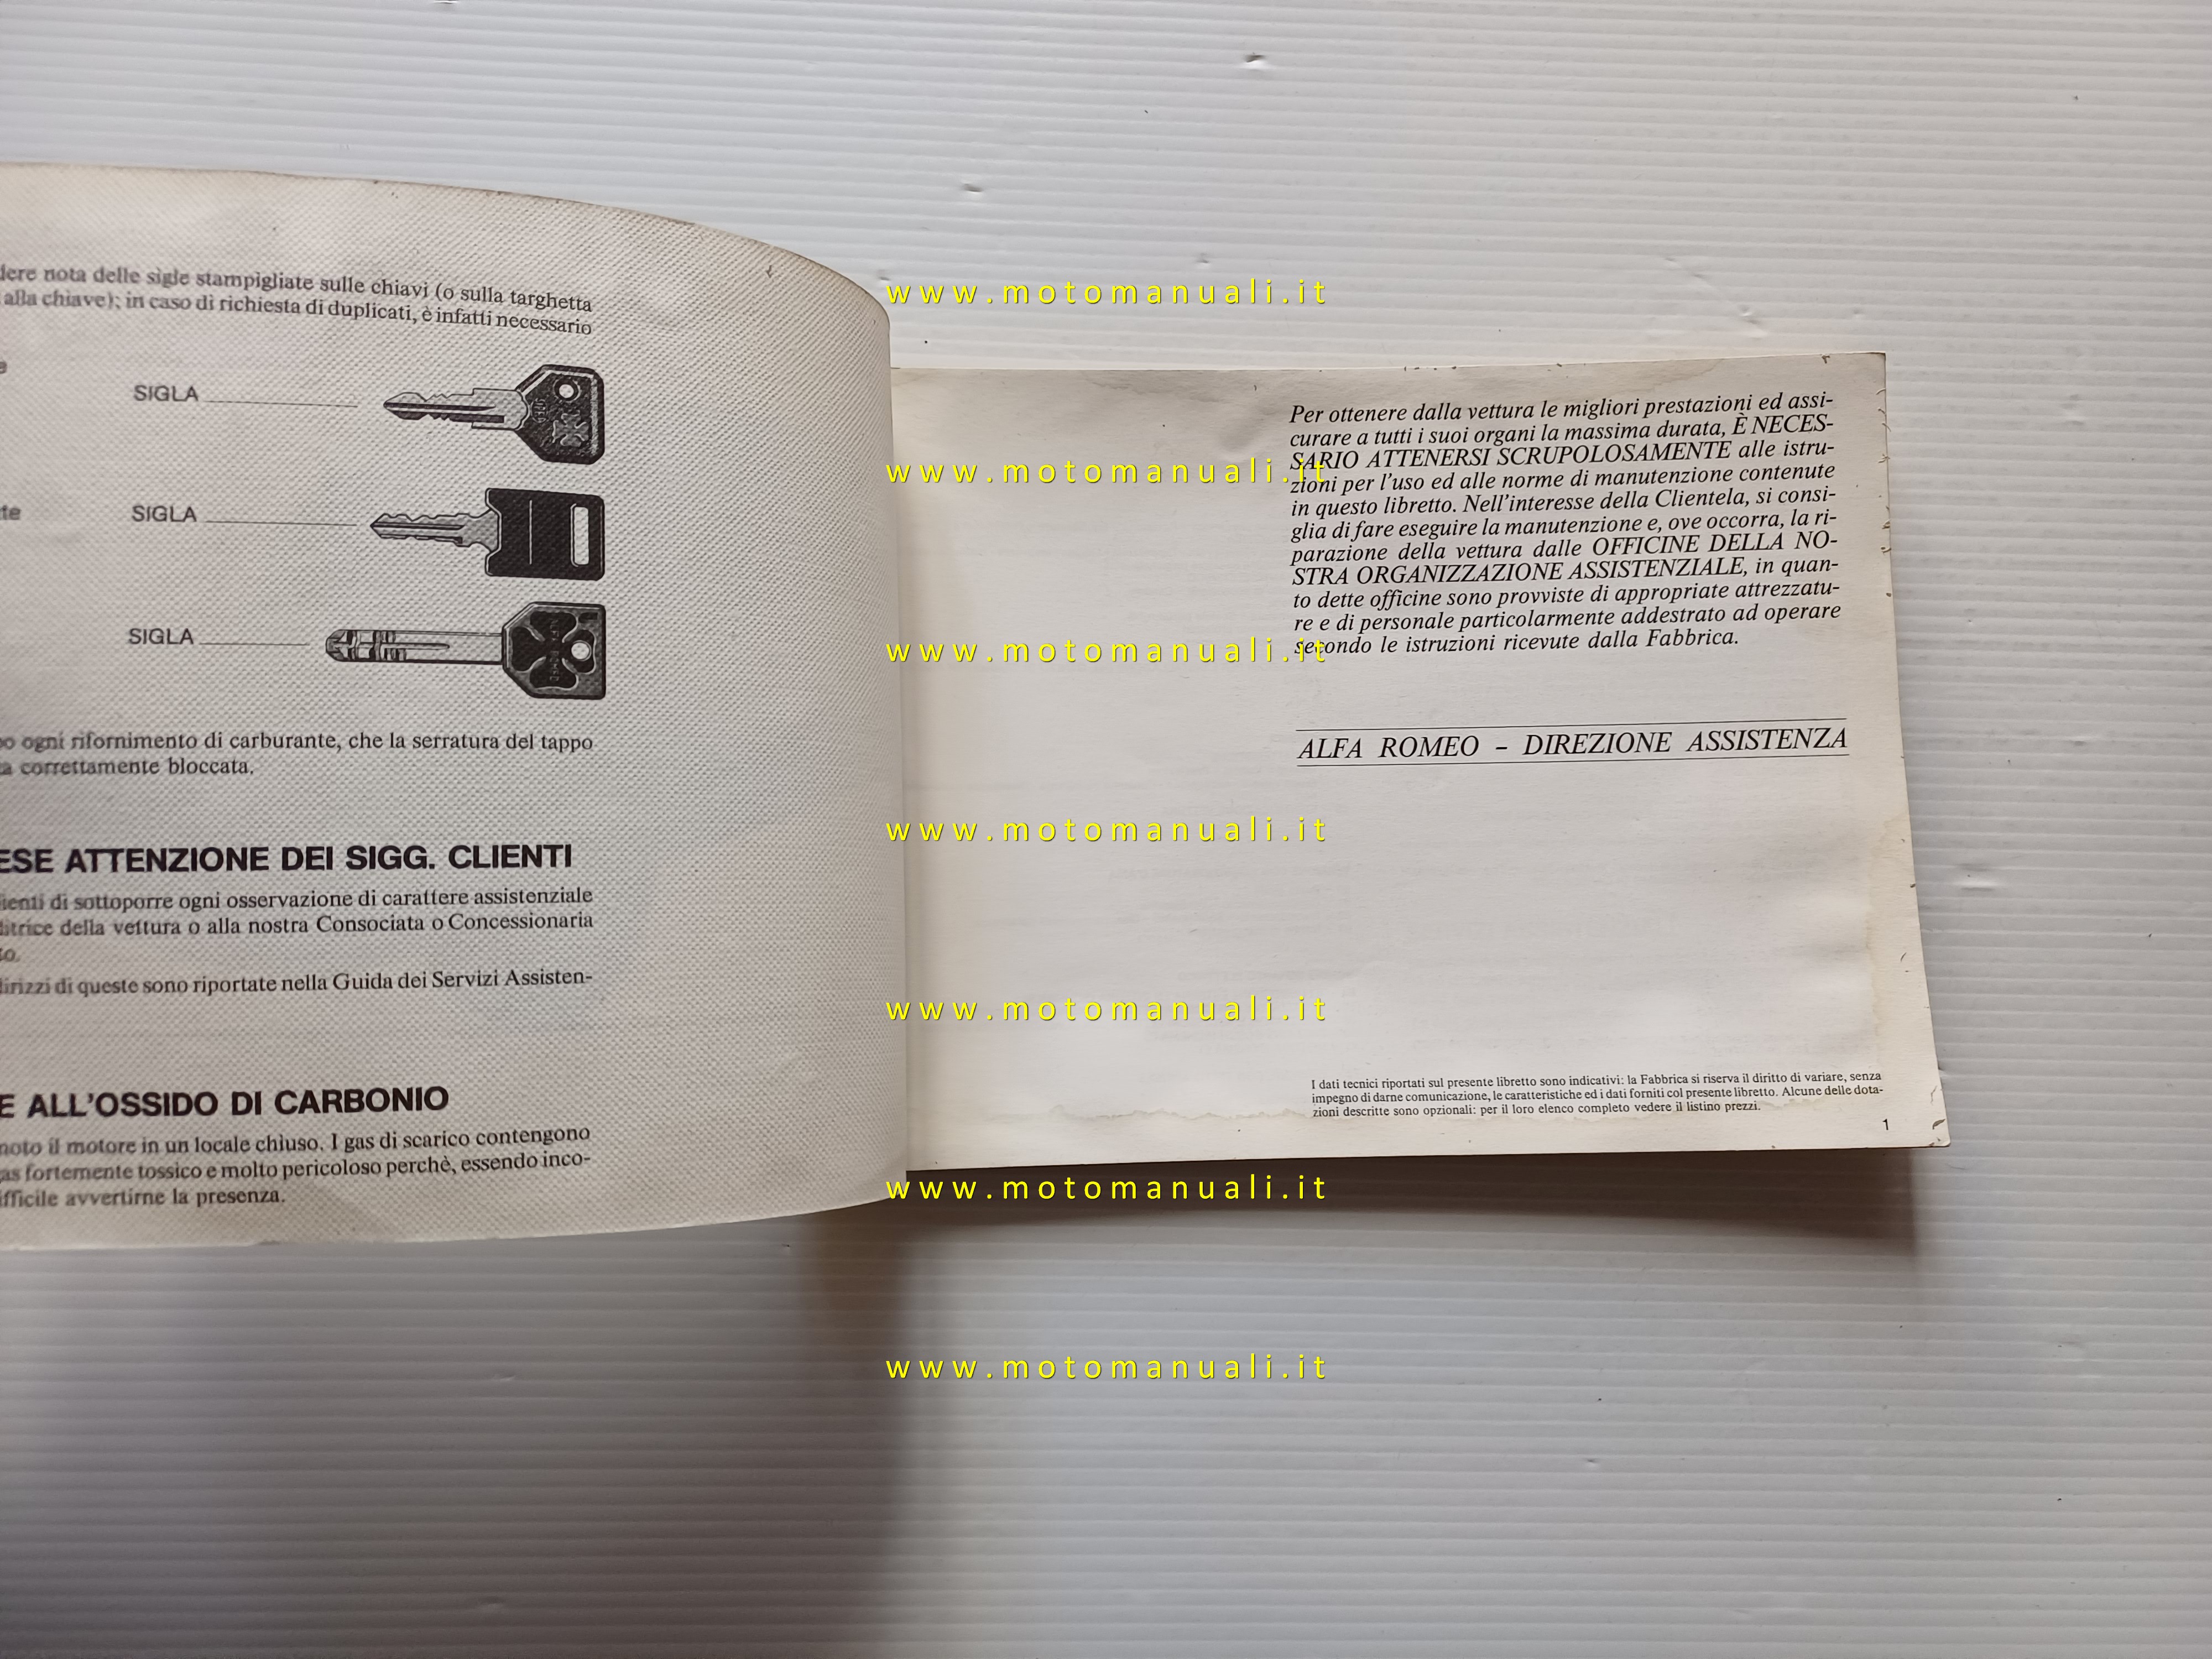 dere nota delle sigle stampigliate sulle chiavi (o sulla targhetta
alla chiave); in caso di richiesta di duplicati, è infatti necessario
SIGLA
SIGLA
SIGLA
ogni rifornimento di carburante, che la serratura del tappo
correttamente bloccata.
ESE ATTENZIONE DEI SIGG. CLIENTI
ienti di sottoporre ogni osservazione di carattere assistenziale
ditrice della vettura o alla nostra Consociata o Concessionaria
dirizzi di queste sono riportate nella Guida dei Servizi Assisten-
E ALL'OSSIDO DI CARBONIO
moto il motore in un locale chiuso. I gas di scarico contengono
gas fortemente tossico e molto pericoloso perchè, essendo inco-
ifficile avvertirne la presenza.
Per ottenere dalla vettura le migliori prestazioni ed assi-
curare a tutti i suoi organi la massima durata, È NECES-
SARIO ATTENERSI SCRUPOLOSAMENTE alle istru-
zioni per l'uso ed alle norme di manutenzione contenute
in questo libretto. Nell'interesse della Clientela, si consi-
glia di fare eseguire la manutenzione e, ove occorra, la ri-
parazione della vettura dalle OFFICINE DELLA NO-
STRA ORGANIZZAZIONE ASSISTENZIALE, in quan-
to dette officine sono provviste di appropriate attrezzatu-
re e di personale particolarmente addestrato ad operare
secondo le istruzioni ricevute dalla Fabbrica.
ALFA ROMEO – DIREZIONE ASSISTENZA
I dati tecnici riportati sul presente libretto sono indicativi: la Fabbrica si riserva il diritto di variare, senza
impegno di darne comunicazione, le caratteristiche ed i dati forniti col presente libretto. Alcune delle dota-
zioni descritte sono opzionali: per il loro elenco completo vedere il listino prezzi.
1
www.motomanuali.it
www.motomanuali.it
www.motomanuali.it
www.motomanuali.it
www.motomanuali.it
www.motomanuali.it
www.motomanuali.it